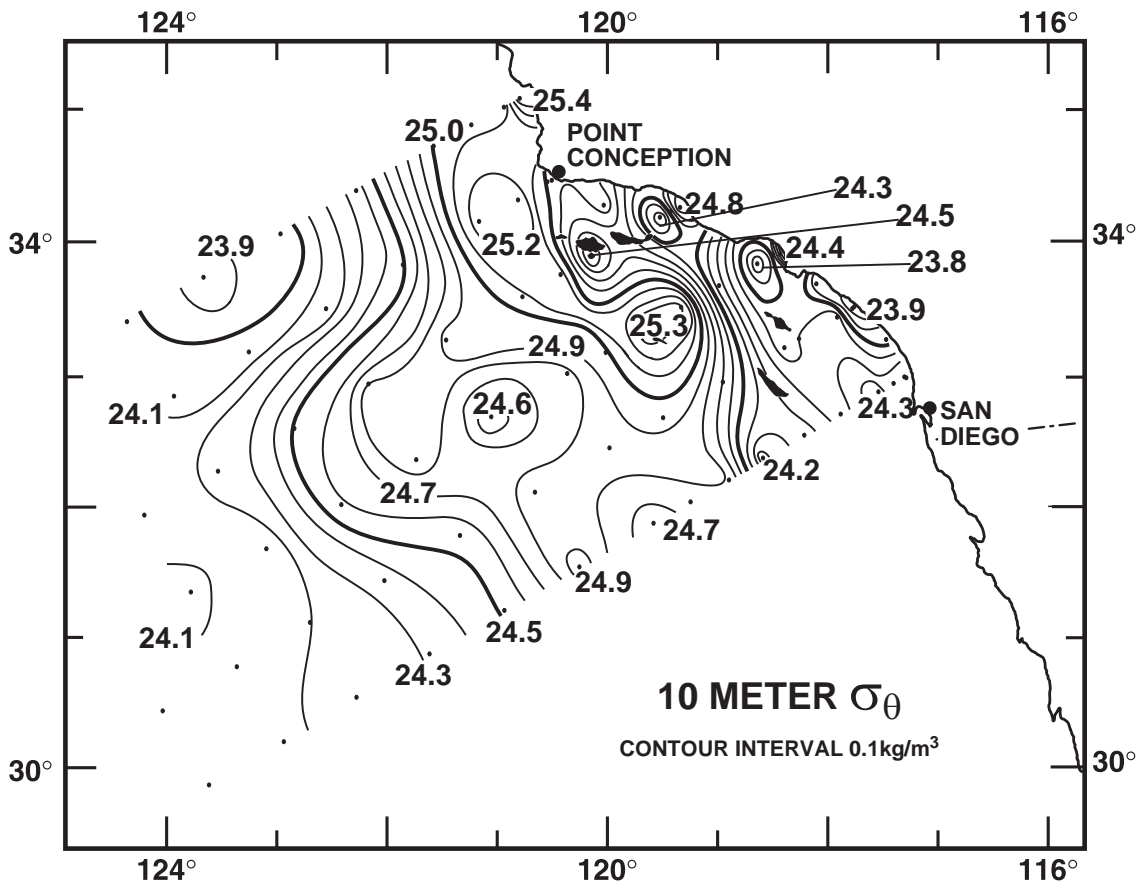 124° 120° 116°
25.4
25.0
POINT
CONCEPTION
24.3
24.8
24.5
34° 23.9 25.2 24.4 34°
23.8
23.9
25.3
24.9
24.6
24.1 24.3 SAN
DIEGO
24.2
24.7
24.7
24.9
24.5
24.1
24.3
10 METER σθ
CONTOUR INTERVAL 0.1kg/m³
30° 30°
124° 120° 116°